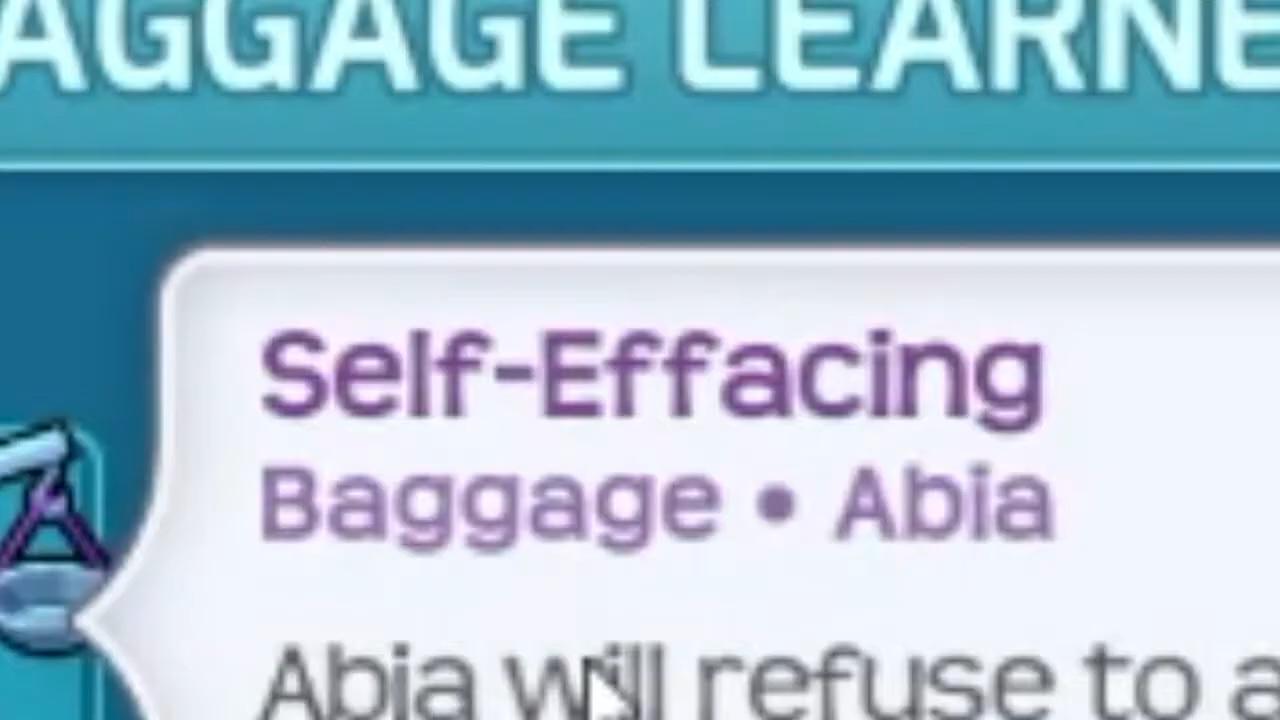 AGGAGE LEARNE
Self-Effacing
Baggage • Abia
Abia will refuse to a